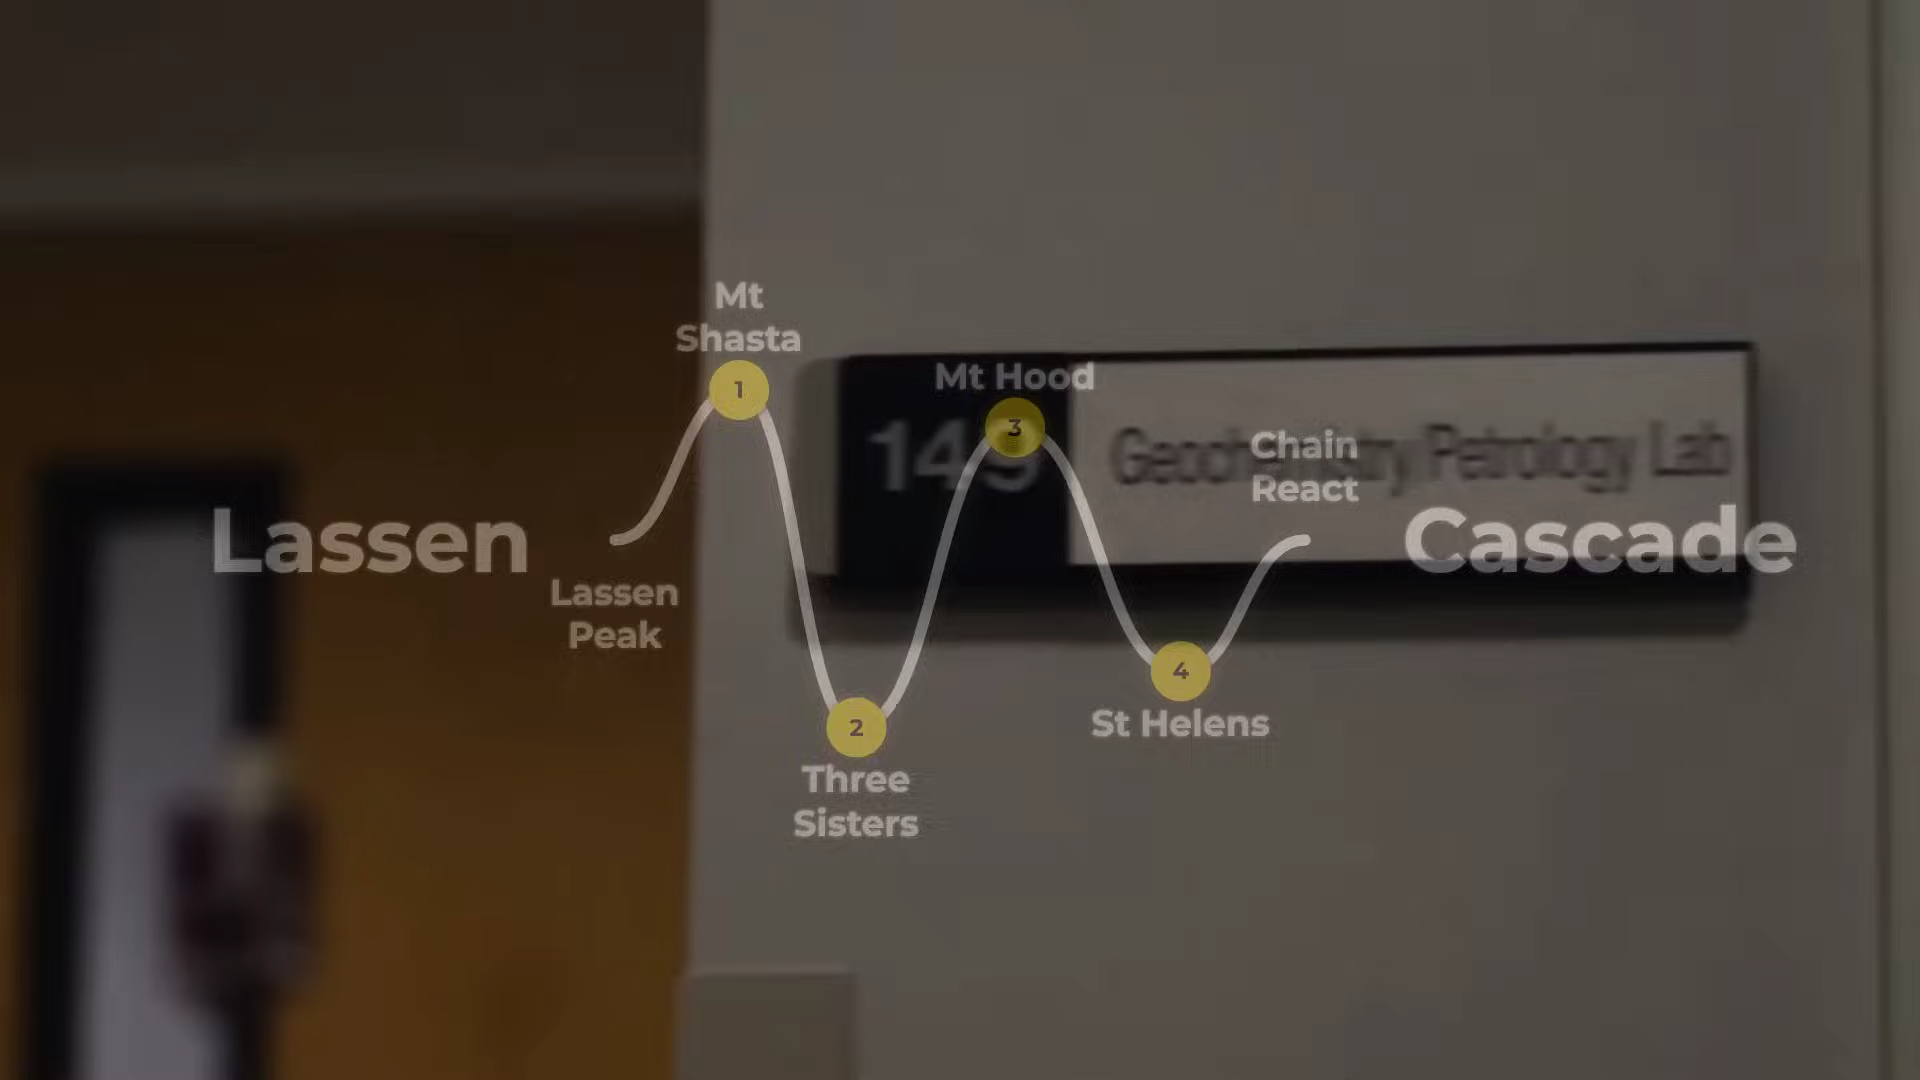 Mt
Shasta
1
Mt Hood
3
149
Geochemistry Petrology Lab
Chain
React
Lassen
Cascade
Lassen
Peak
4
St Helens
2
Three
Sisters